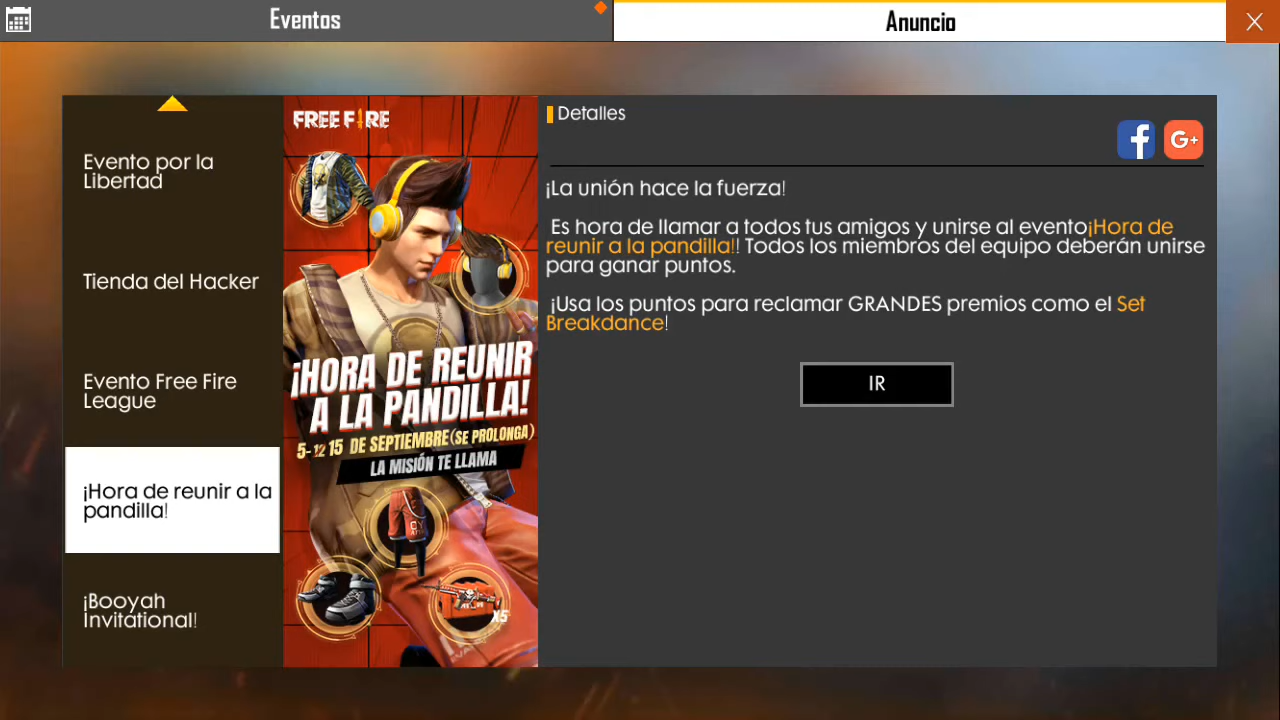 Eventos
Anuncio
Evento por la
Libertad
Tienda del Hacker
Evento Free Fire
League
¡Hora de reunir a la
pandilla!
¡Booyah
Invitational!
FREE FIRE
¡HORA DE REUNIR
A LA PANDILLA!
5-12 15 DE SEPTIEMBRE(SE PROLONGA)
LA MISIÓN TE LLAMA
X5
Detalles
f
G+
¡La unión hace la fuerza!
Es hora de llamar a todos tus amigos y unirse al evento¡Hora de
reunir a la pandilla!! Todos los miembros del equipo deberán unirse
para ganar puntos.
¡Usa los puntos para reclamar GRANDES premios como el Set
Breakdance!
IR